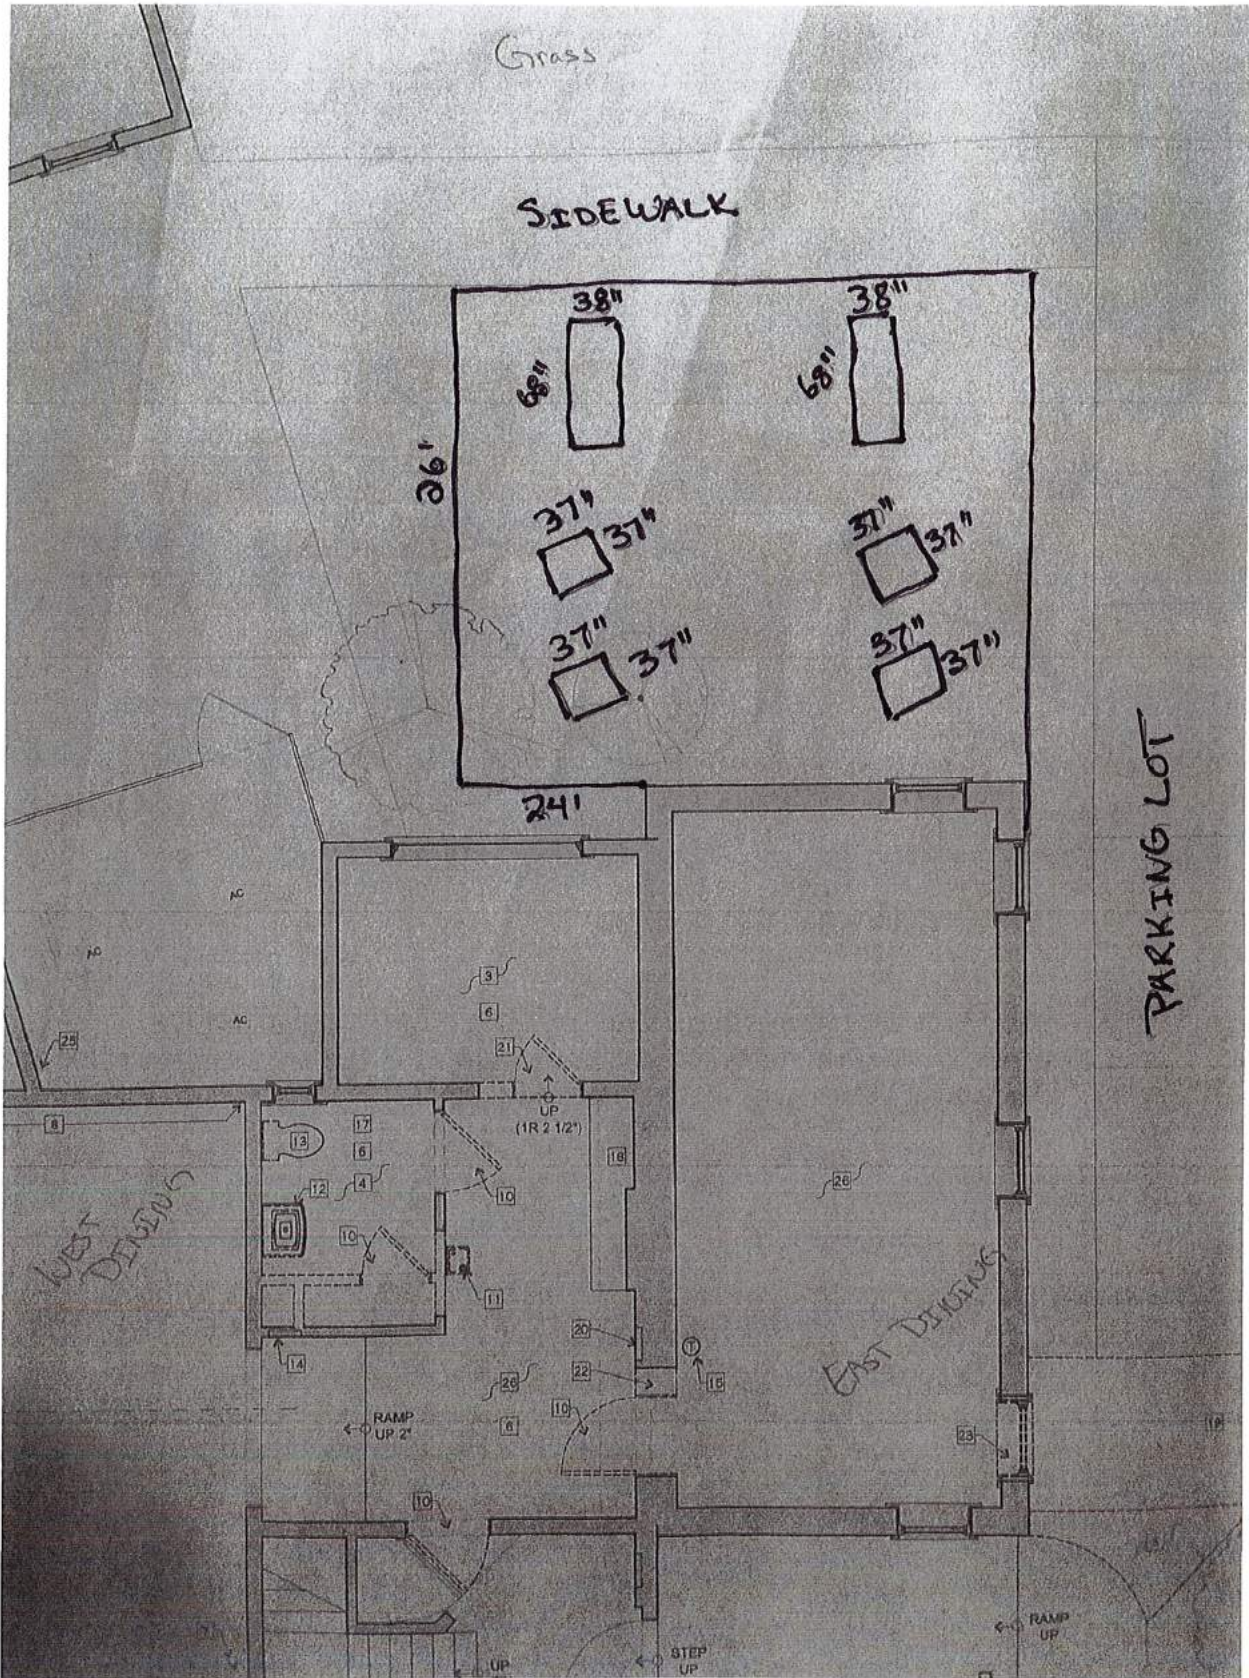 Grass
SIDEWALK
38"
38"
68"
68"
26'
37"
37"
37"
37"
37"
37"
37"
37"
24'
PARKING LOT
AC
AC
AC
3
6
25
21
UP
(1R 2 1/2")
8
17
13
6
4
12
18
10
26
10
11
WEST
DINING
EAST DINING
20
14
22
T
15
26
10
RAMP
UP 2"
6
23
19
10
RAMP
UP
STEP
UP
UP